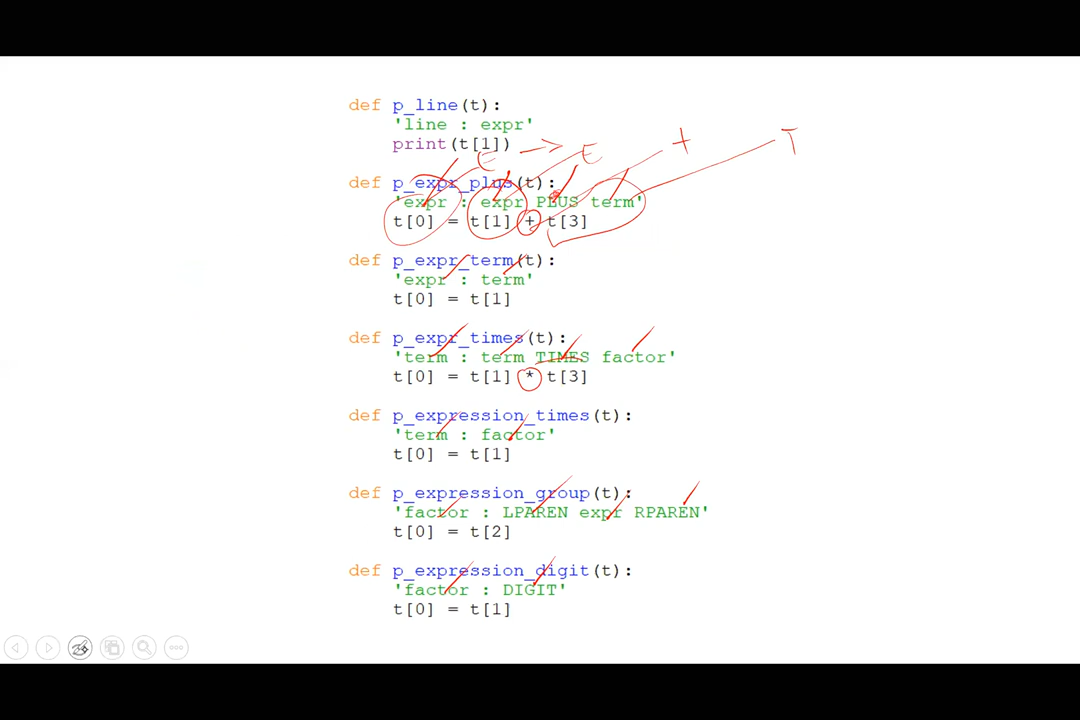 def p_line(t):
'line : expr'
print(t[1])
E -> E + T
def p_expr_plus(t):
'expr : expr PLUS term'
t[0] = t[1] + t[3]
def p_expr_term(t):
'expr : term'
t[0] = t[1]
def p_expr_times(t):
'term : term TIMES factor'
t[0] = t[1] * t[3]
def p_expression_times(t):
'term : factor'
t[0] = t[1]
def p_expression_group(t):
'factor : LPAREN expr RPAREN'
t[0] = t[2]
def p_expression_digit(t):
'factor : DIGIT'
t[0] = t[1]